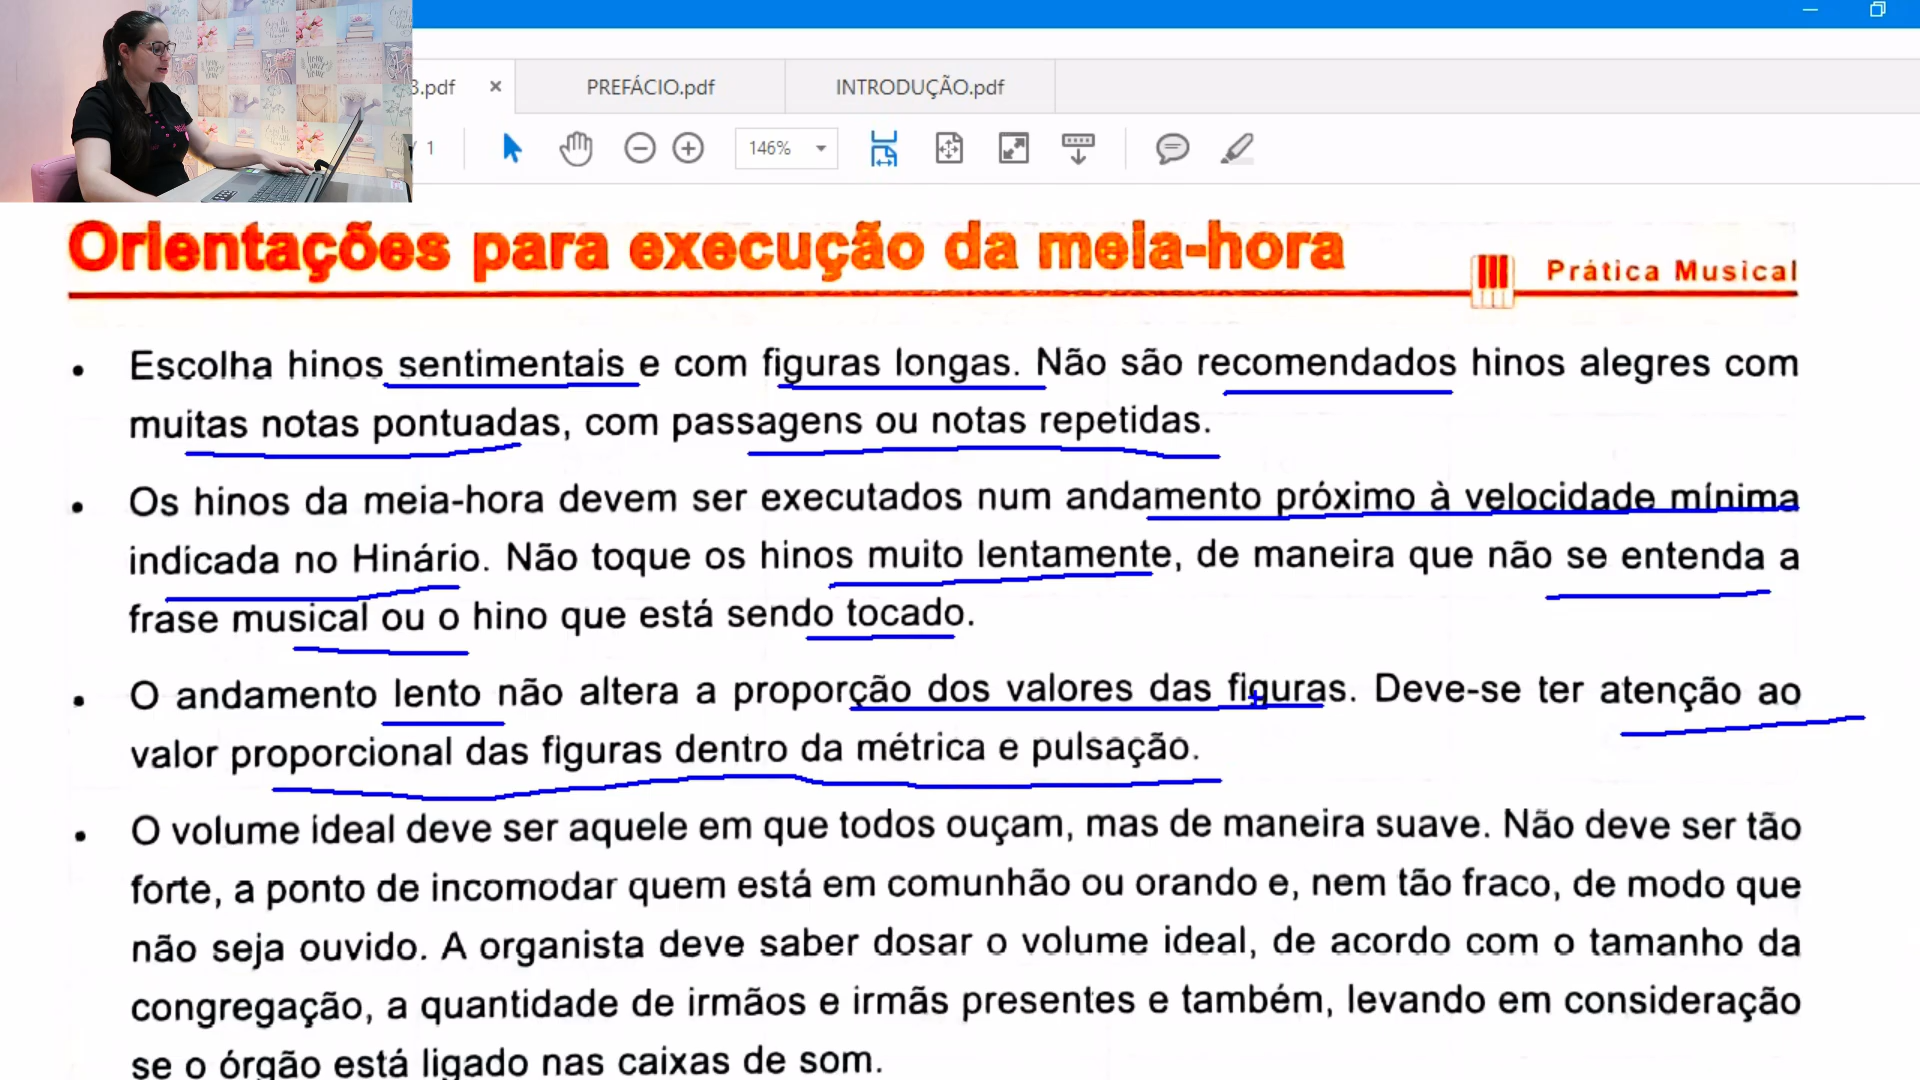 3.pdf
PREFÁCIO.pdf
INTRODUÇÃO.pdf
/ 1
146%
Orientações para execução da meia-hora
Prática Musical
• Escolha hinos sentimentais e com figuras longas. Não são recomendados hinos alegres com
muitas notas pontuadas, com passagens ou notas repetidas.
• Os hinos da meia-hora devem ser executados num andamento próximo à velocidade mínima
indicada no Hinário. Não toque os hinos muito lentamente, de maneira que não se entenda a
frase musical ou o hino que está sendo tocado.
• O andamento lento não altera a proporção dos valores das figuras. Deve-se ter atenção ao
valor proporcional das figuras dentro da métrica e pulsação.
• O volume ideal deve ser aquele em que todos ouçam, mas de maneira suave. Não deve ser tão
forte, a ponto de incomodar quem está em comunhão ou orando e, nem tão fraco, de modo que
não seja ouvido. A organista deve saber dosar o volume ideal, de acordo com o tamanho da
congregação, a quantidade de irmãos e irmãs presentes e também, levando em consideração
se o órgão está ligado nas caixas de som.